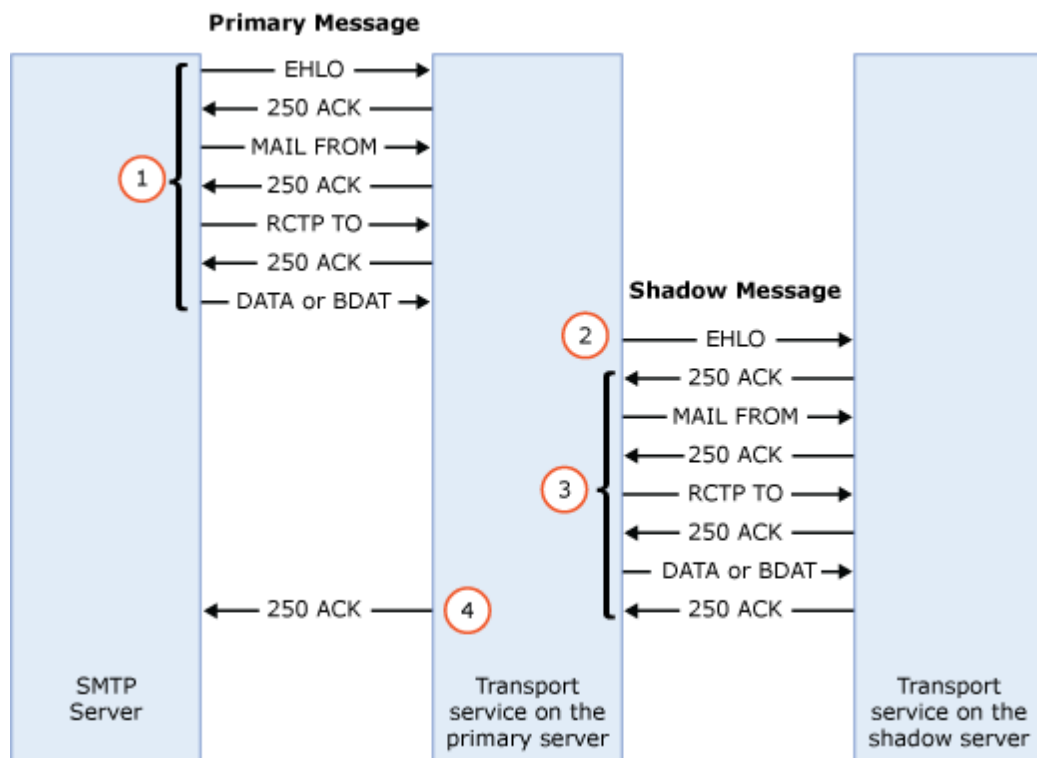 Primary Message
EHLO
250 ACK
MAIL FROM
1
250 ACK
RCTP TO
250 ACK
DATA or BDAT
Shadow Message
2
EHLO
250 ACK
MAIL FROM
250 ACK
3
RCTP TO
250 ACK
DATA or BDAT
250 ACK
4
250 ACK
SMTP
Server
Transport
service on the
primary server
Transport
service on the
shadow server